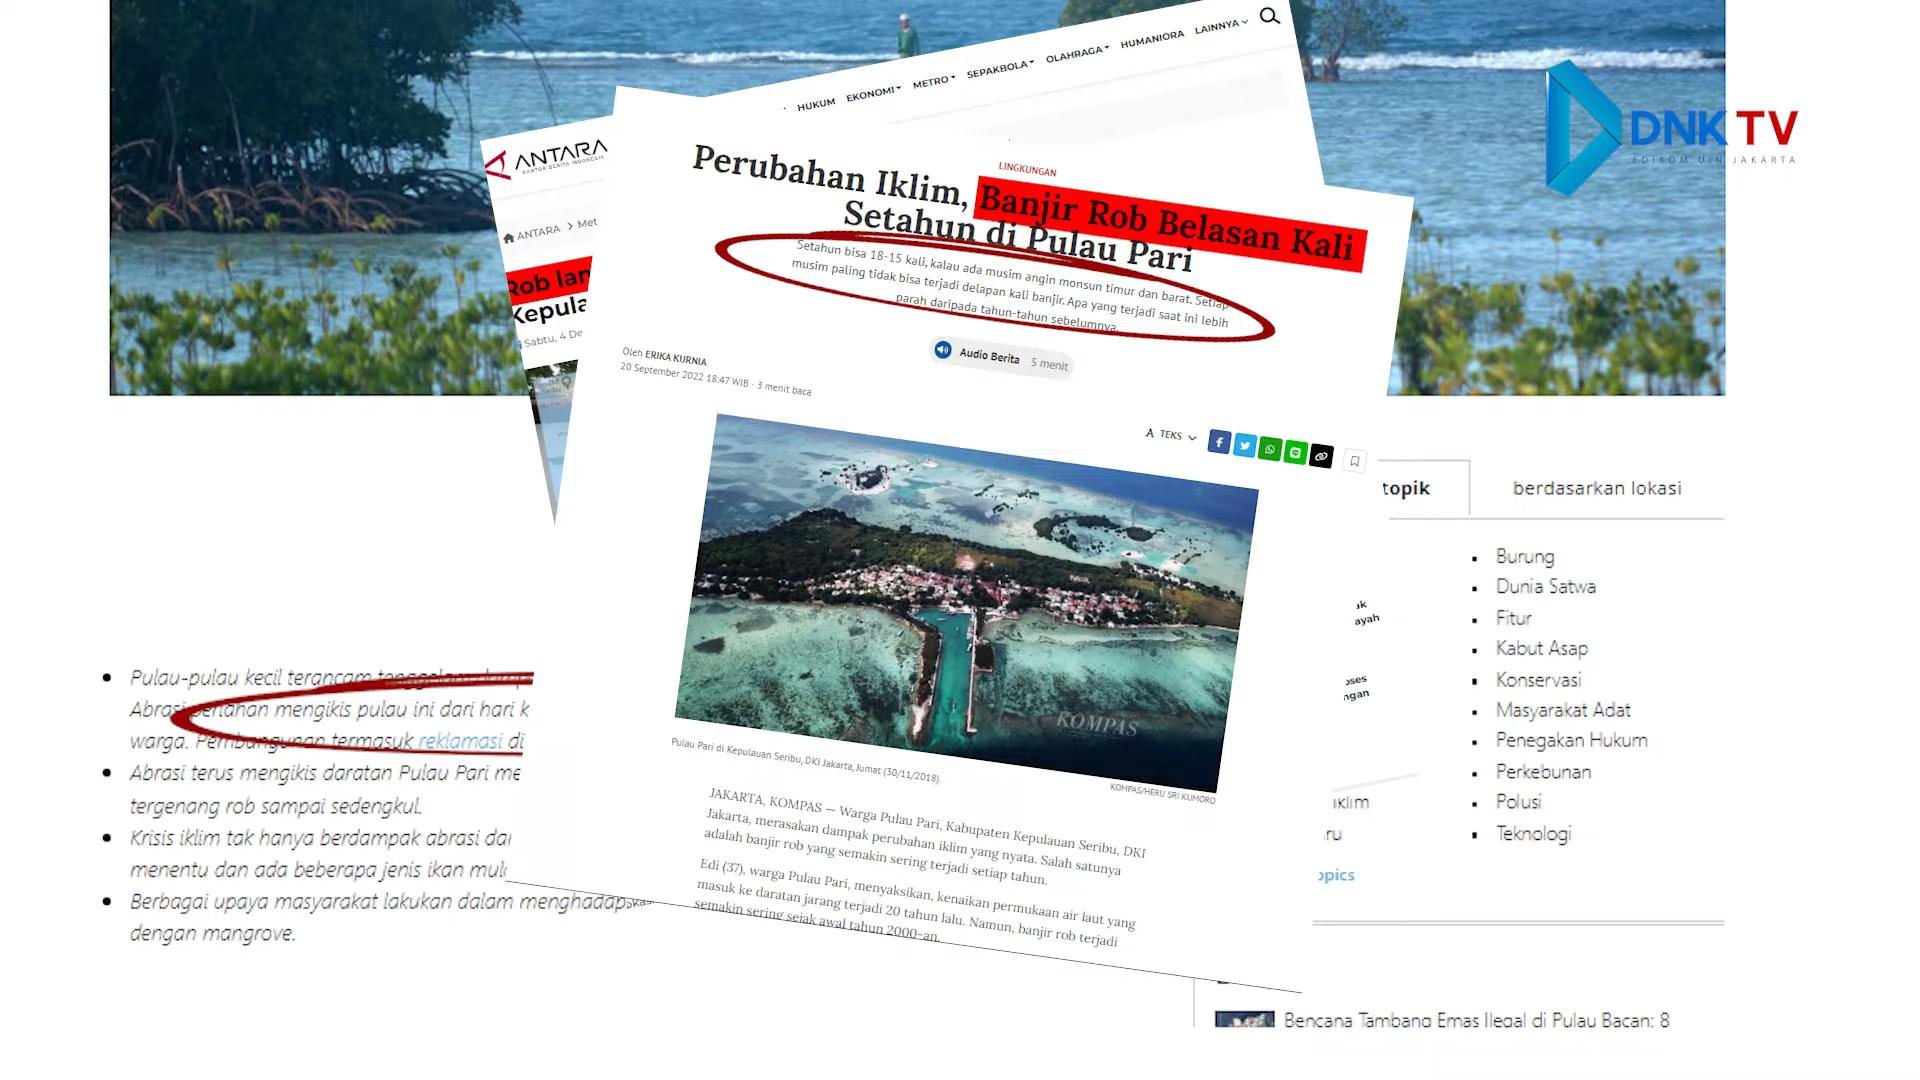 DNK TV
EDIKOM UIN JAKARTA
HUKUM EKONOMI METRO SEPAKBOLA OLAHRAGA HUMANIORA LAINNYA
ANTARA
KANTOR BERITA INDONESIA
ANTARA > Met
Rob lan
Kepula
Sabtu, 4 De
LINGKUNGAN
Perubahan Iklim, Banjir Rob Belasan Kali
Setahun di Pulau Pari
Setahun bisa 18-15 kali, kalau ada musim angin monsun timur dan barat. Setiap
musim paling tidak bisa terjadi delapan kali banjir. Apa yang terjadi saat ini lebih
parah daripada tahun-tahun sebelumnya.
Audio Berita 5 menit
Oleh ERIKA KURNIA
20 September 2022 18:47 WIB · 3 menit baca
A TEKS
KOMPAS
Pulau Pari di Kepulauan Seribu, DKI Jakarta, Jumat (30/11/2018).
KOMPAS/HERU SRI KUMORO
JAKARTA, KOMPAS — Warga Pulau Pari, Kabupaten Kepulauan Seribu, DKI
Jakarta, merasakan dampak perubahan iklim yang nyata. Salah satunya
adalah banjir rob yang semakin sering terjadi setiap tahun.
Edi (37), warga Pulau Pari, menyaksikan, kenaikan permukaan air laut yang
masuk ke daratan jarang terjadi 20 tahun lalu. Namun, banjir rob terjadi
semakin sering sejak awal tahun 2000-an.
Pulau-pulau kecil terancam tenggelam
Abrasi perlahan mengikis pulau ini dari hari k
warga. Pembangunan termasuk reklamasi di
Abrasi terus mengikis daratan Pulau Pari me
tergenang rob sampai sedengkul.
Krisis iklim tak hanya berdampak abrasi dar
menentu dan ada beberapa jenis ikan mula
Berbagai upaya masyarakat lakukan dalam menghadap
dengan mangrove.
topik
berdasarkan lokasi
Burung
Dunia Satwa
Fitur
Kabut Asap
Konservasi
Masyarakat Adat
Penegakan Hukum
Perkebunan
Polusi
Teknologi
ayah
oses
ngan
iklim
ru
opics
Bencana Tambang Emas Ilegal di Pulau Bacan: 8